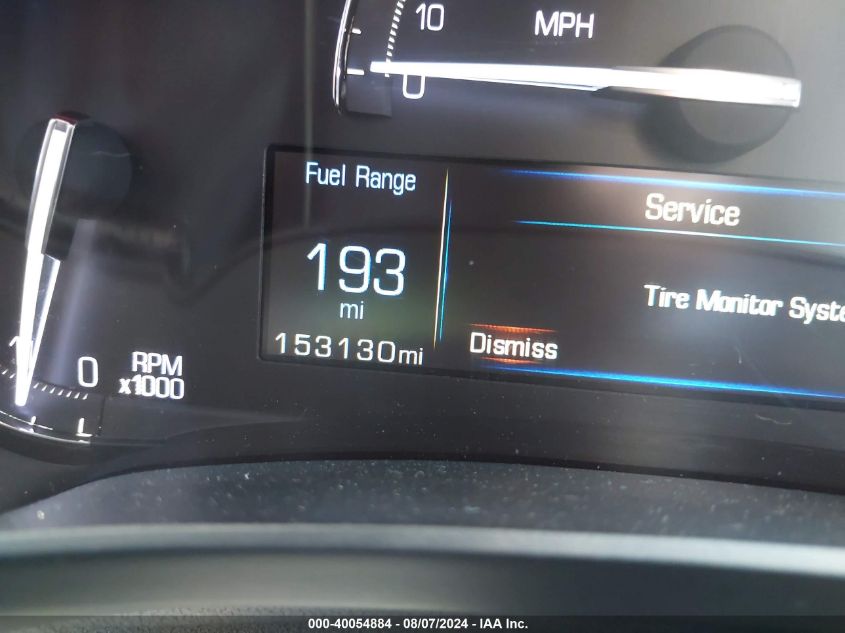 10 MPH
0
Fuel Range
Service
193
mi
Tire Monitor
Dismiss
153130mi
1 0 RPM
x1000
000-40054884 - 08/07/2024 - IAA Inc.